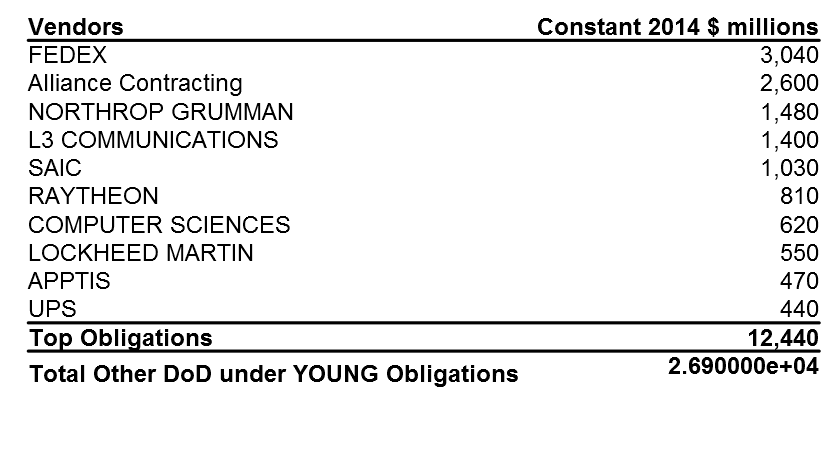 Vendors Constant 2014 $ millions
FEDEX 3,040
Alliance Contracting 2,600
NORTHROP GRUMMAN 1,480
L3 COMMUNICATIONS 1,400
SAIC 1,030
RAYTHEON 810
COMPUTER SCIENCES 620
LOCKHEED MARTIN 550
APPTIS 470
UPS 440
Top Obligations 12,440
Total Other DoD under YOUNG Obligations 2.690000e+04